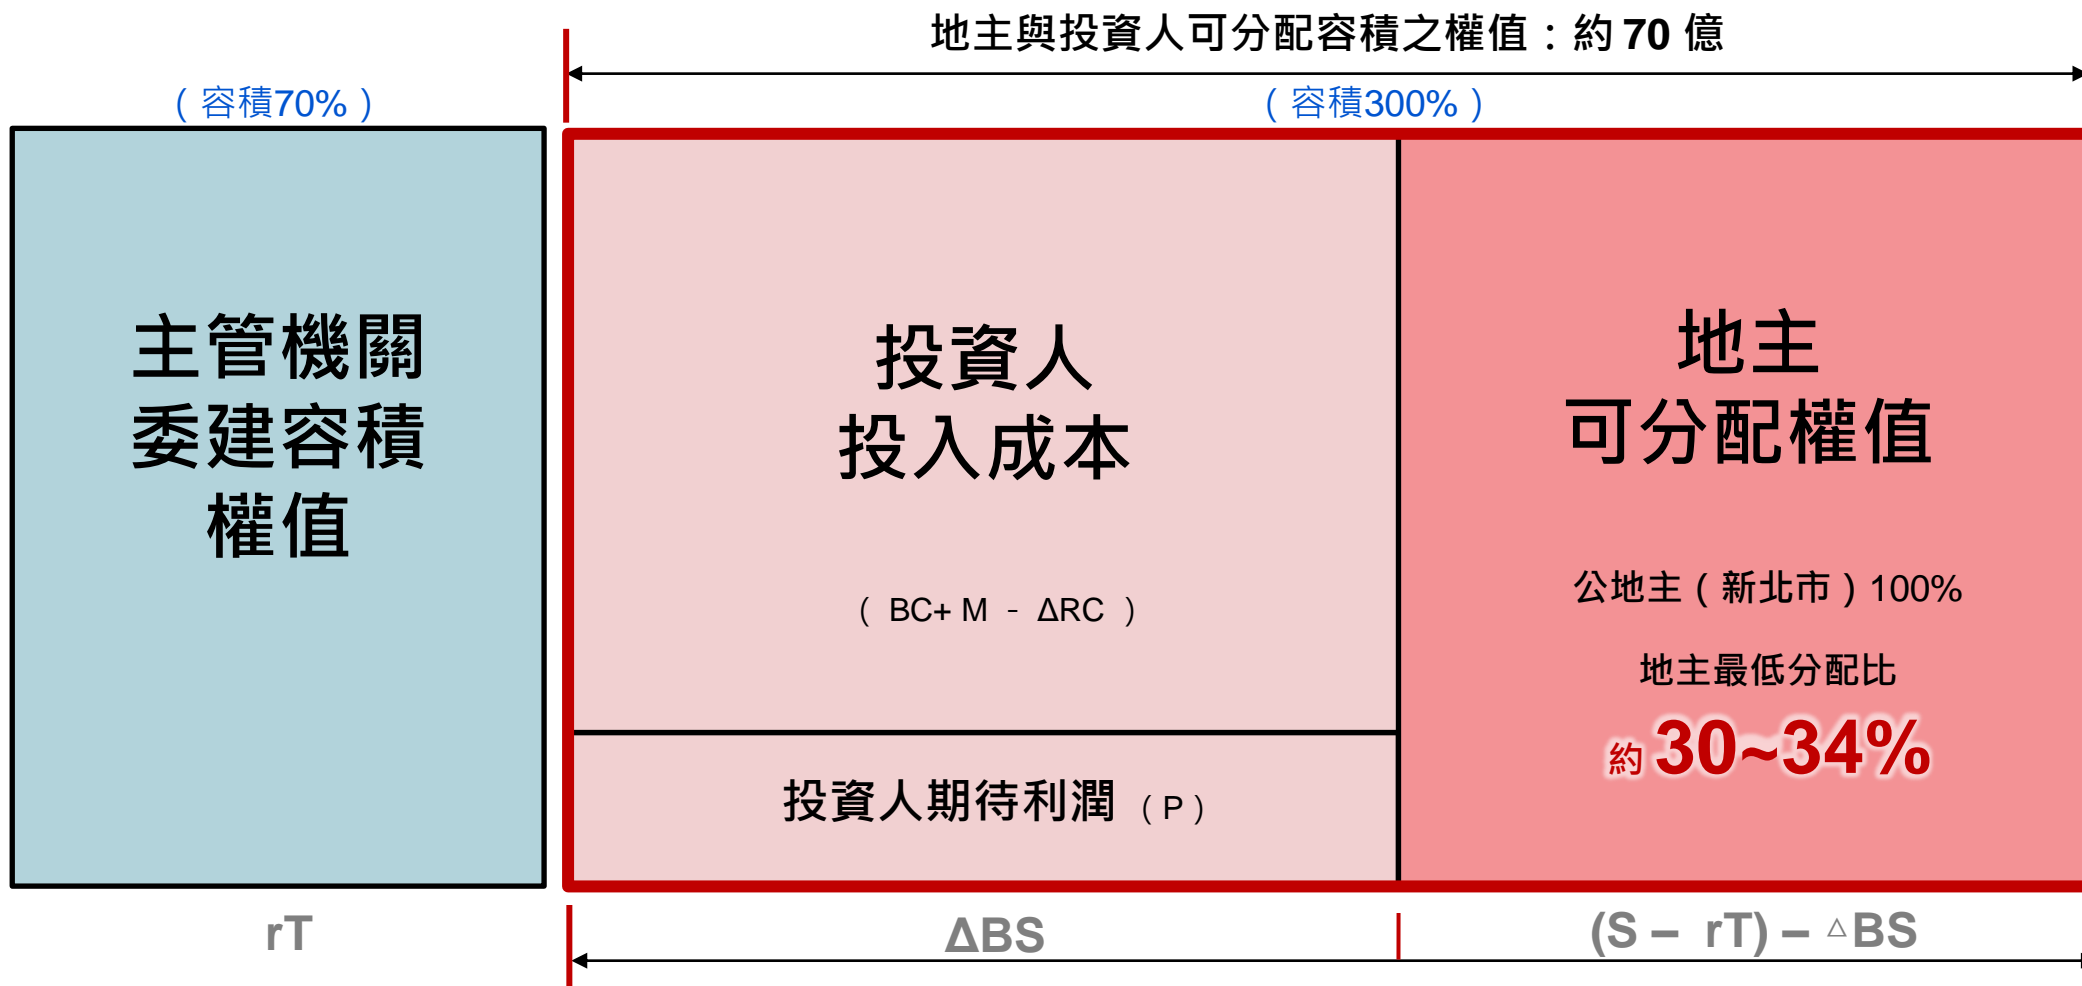 地主與投資人可分配容積之權值：約 70 億
（容積70%）
（容積300%）
主管機關
委建容積
權值
投資人
投入成本
（ BC+ M - ΔRC ）
投資人期待利潤（P）
地主
可分配權值
公地主（新北市）100%
地主最低分配比
約 30~34%
rT
ΔBS
(S – rT) – △BS